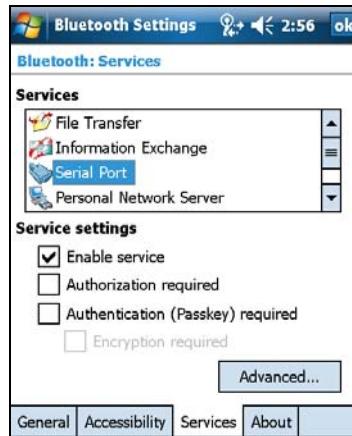 Bluetooth Settings 2:56 ok
Bluetooth: Services
Services
File Transfer
Information Exchange
Serial Port
Personal Network Server
Service settings
Enable service
Authorization required
Authentication (Passkey) required
Encryption required
Advanced...
General Accessibility Services About